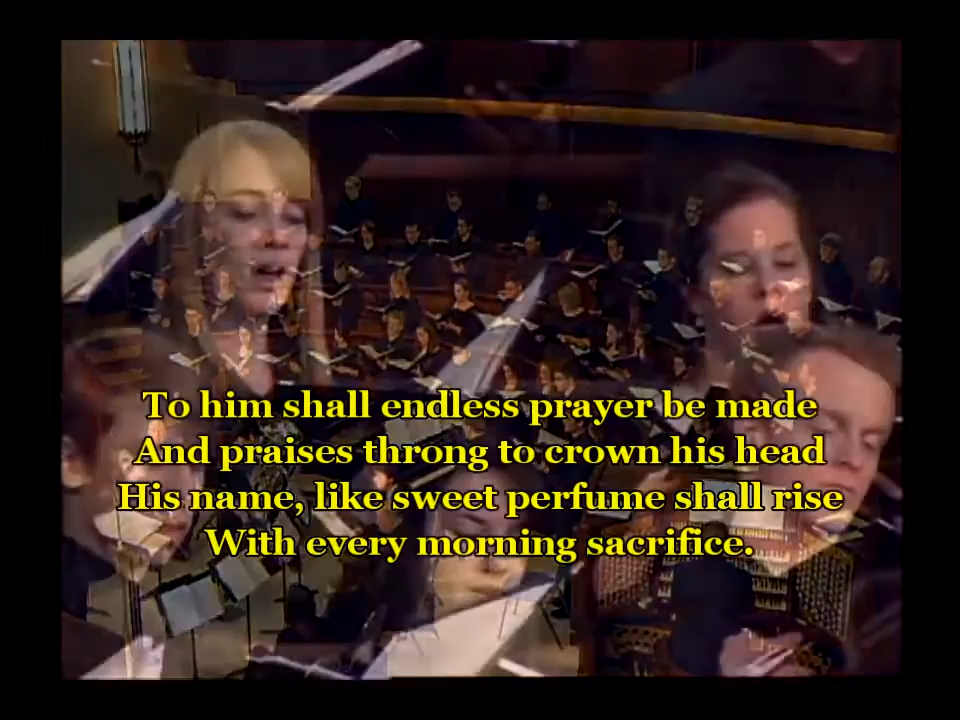 To him shall endless prayer be made
And praises throng to crown his head
His name, like sweet perfume shall rise
With every morning sacrifice.